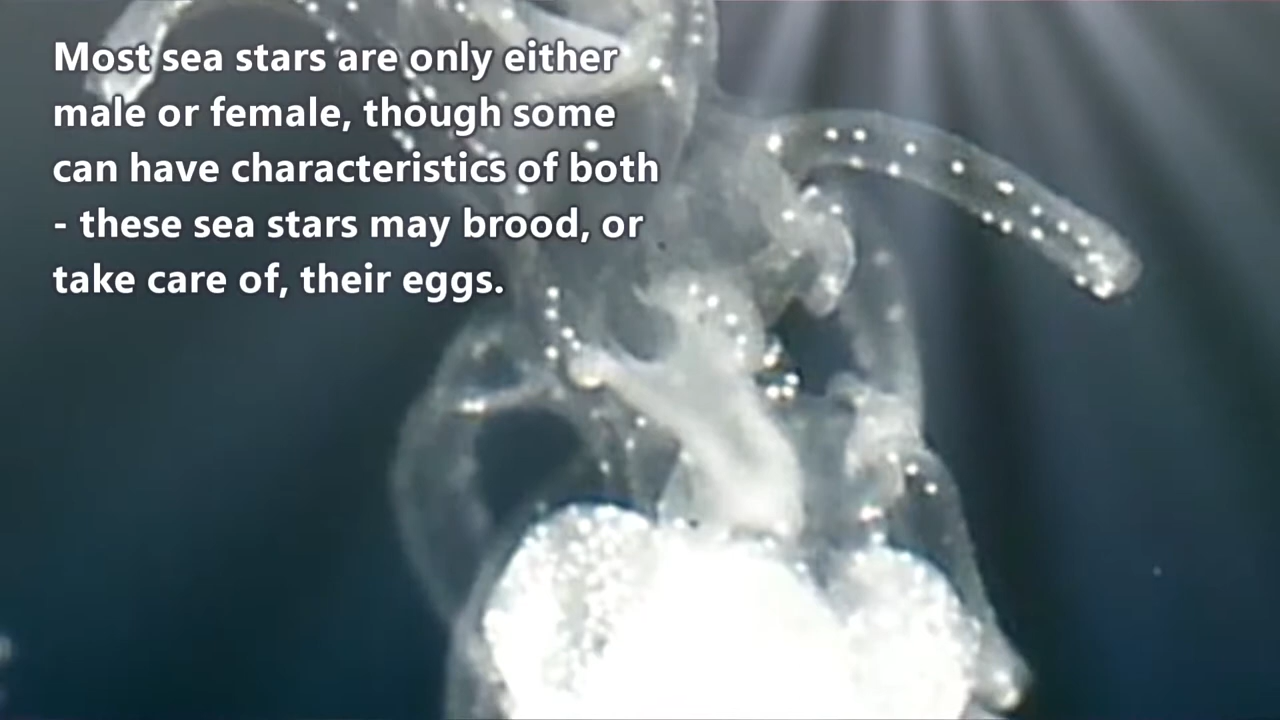 Most sea stars are only either
male or female, though some
can have characteristics of both
- these sea stars may brood, or
take care of, their eggs.